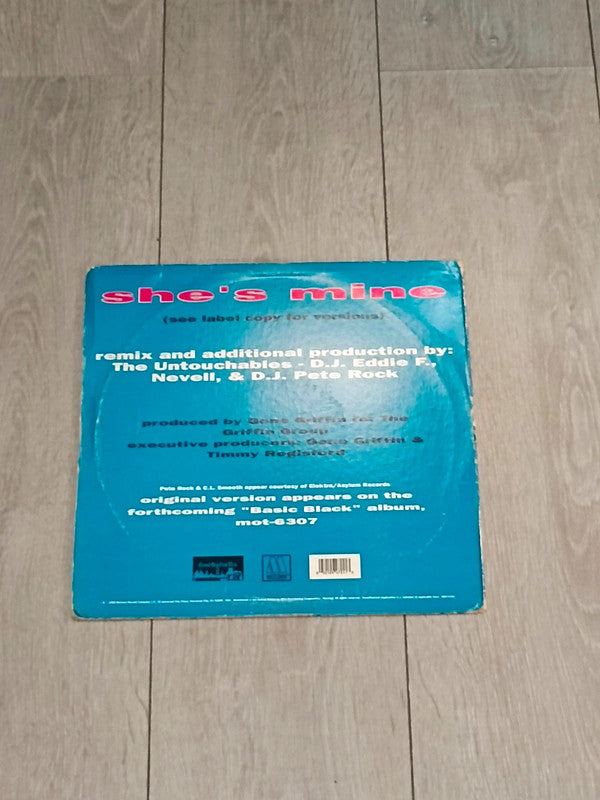 she's mine
(see label copy for versions)
remix and additional production by:
The Untouchables - D.J. Eddie F.,
Nevell, & D.J. Pete Rock
produced by Gene Griffin for The
Griffin Group
executive producers: Gene Griffin &
Timmy Regisford
Pete Rock & C.L. Smooth appear courtesy of Elektra/Asylum Records
original version appears on the
forthcoming "Basic Black" album,
mot-6307